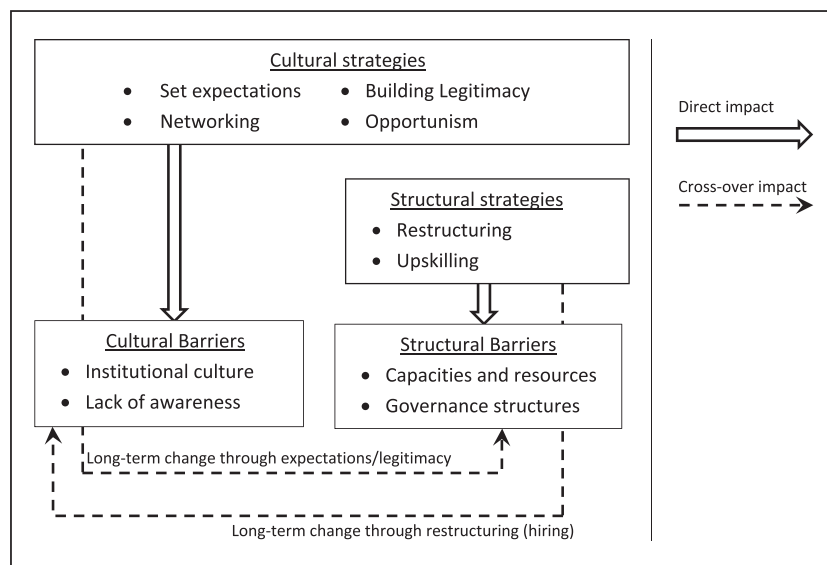 Cultural strategies
• Set expectations • Building Legitimacy
• Networking • Opportunism
Direct impact
Cross-over impact
Structural strategies
• Restructuring
• Upskilling
Cultural Barriers
• Institutional culture
• Lack of awareness
Structural Barriers
• Capacities and resources
• Governance structures
Long-term change through expectations/legitimacy
Long-term change through restructuring (hiring)